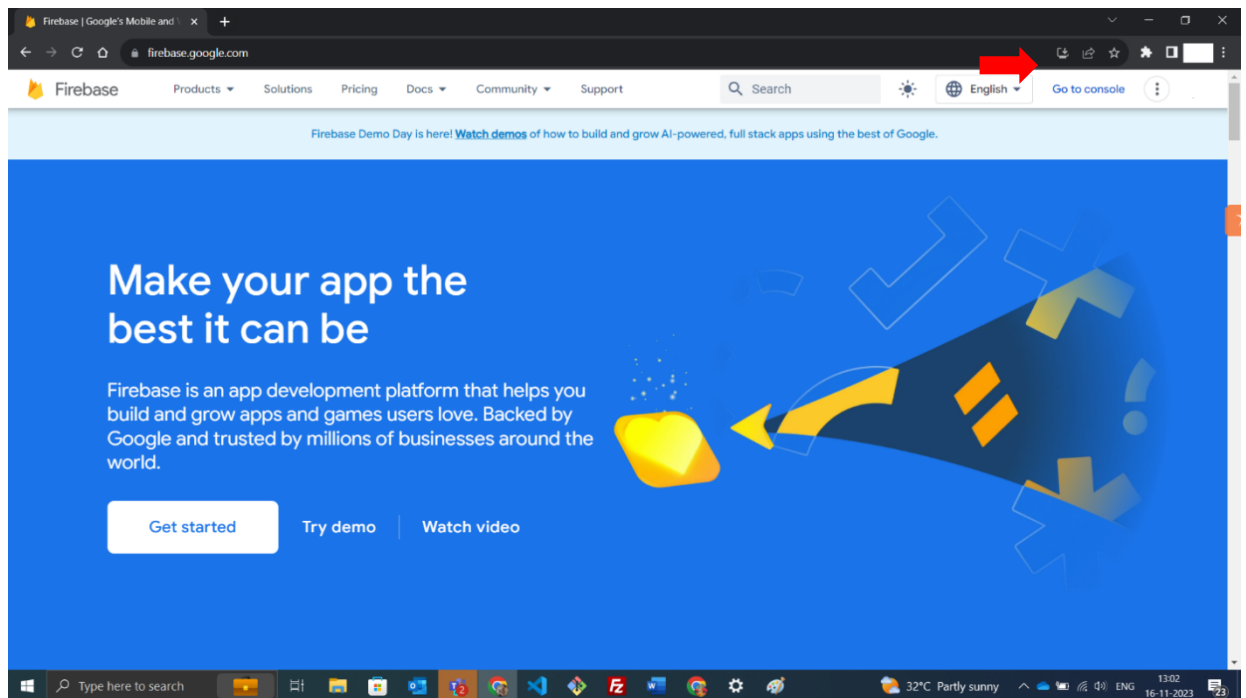 Firebase | Google's Mobile and
firebase.google.com
Firebase Products Solutions Pricing Docs Community Support Search English Go to console
Firebase Demo Day is here! Watch demos of how to build and grow AI-powered, full stack apps using the best of Google.
Make your app the
best it can be
Firebase is an app development platform that helps you
build and grow apps and games users love. Backed by
Google and trusted by millions of businesses around the
world.
Get started Try demo Watch video
Type here to search 32°C Partly sunny ENG 13:02
16-11-2023 23